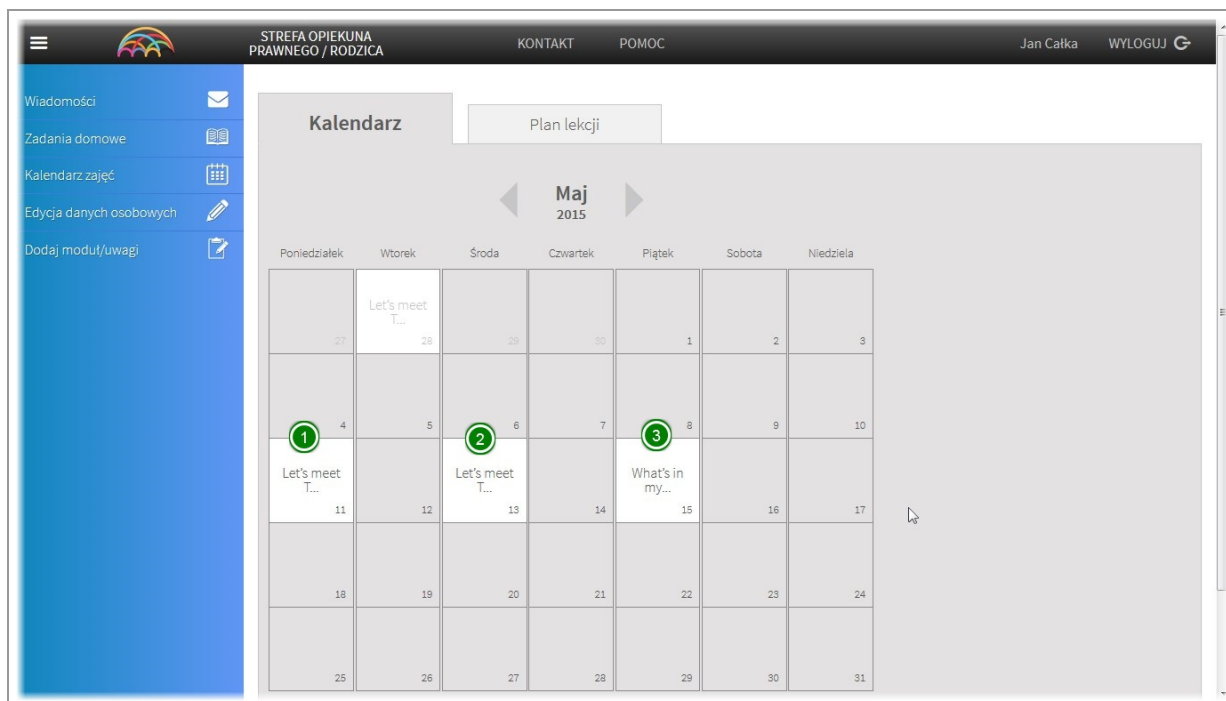 STREFA OPIEKUNA
PRAWNEGO / RODZICA
KONTAKT
POMOC
Jan Całka
WYLOGUJ
Wiadomości
Zadania domowe
Kalendarz zajęć
Edycja danych osobowych
Dodaj moduł/uwagi
Kalendarz
Plan lekcji
Maj
2015
Poniedziałek Wtorek Środa Czwartek Piątek Sobota Niedziela
Let's meet
T...
27 28 29 30 1 2 3
4 5 6 7 8 9 10
1 2 3
Let's meet Let's meet What's in
T... T... my...
11 12 13 14 15 16 17
18 19 20 21 22 23 24
25 26 27 28 29 30 31